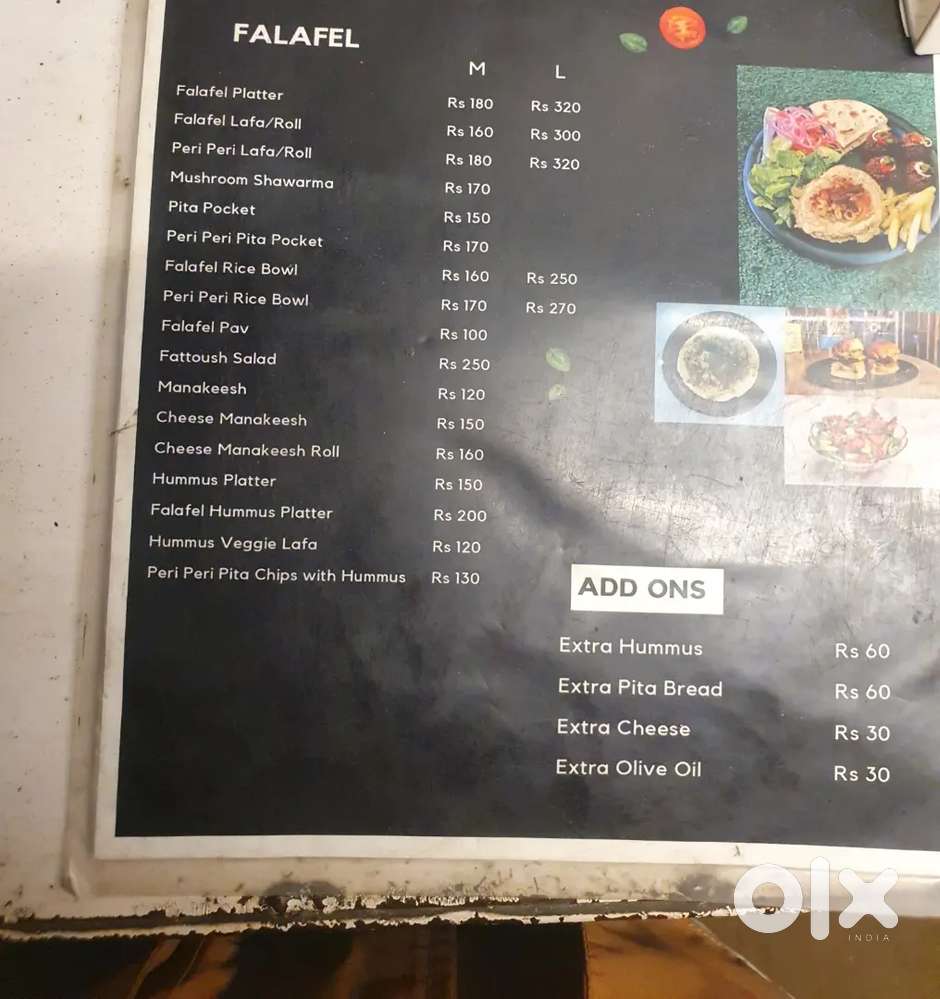 FALAFEL
M L
Falafel Platter Rs 180 Rs 320
Falafel Lafa/Roll Rs 160 Rs 300
Peri Peri Lafa/Roll Rs 180 Rs 320
Mushroom Shawarma Rs 170
Pita Pocket Rs 150
Peri Peri Pita Pocket Rs 170
Falafel Rice Bowl Rs 160 Rs 250
Peri Peri Rice Bowl Rs 170 Rs 270
Falafel Pav Rs 100
Fattoush Salad Rs 250
Manakeesh Rs 120
Cheese Manakeesh Rs 150
Cheese Manakeesh Roll Rs 160
Hummus Platter Rs 150
Falafel Hummus Platter Rs 200
Hummus Veggie Lafa Rs 120
Peri Peri Pita Chips with Hummus Rs 130
ADD ONS
Extra Hummus Rs 60
Extra Pita Bread Rs 60
Extra Cheese Rs 30
Extra Olive Oil Rs 30
olx
INDIA